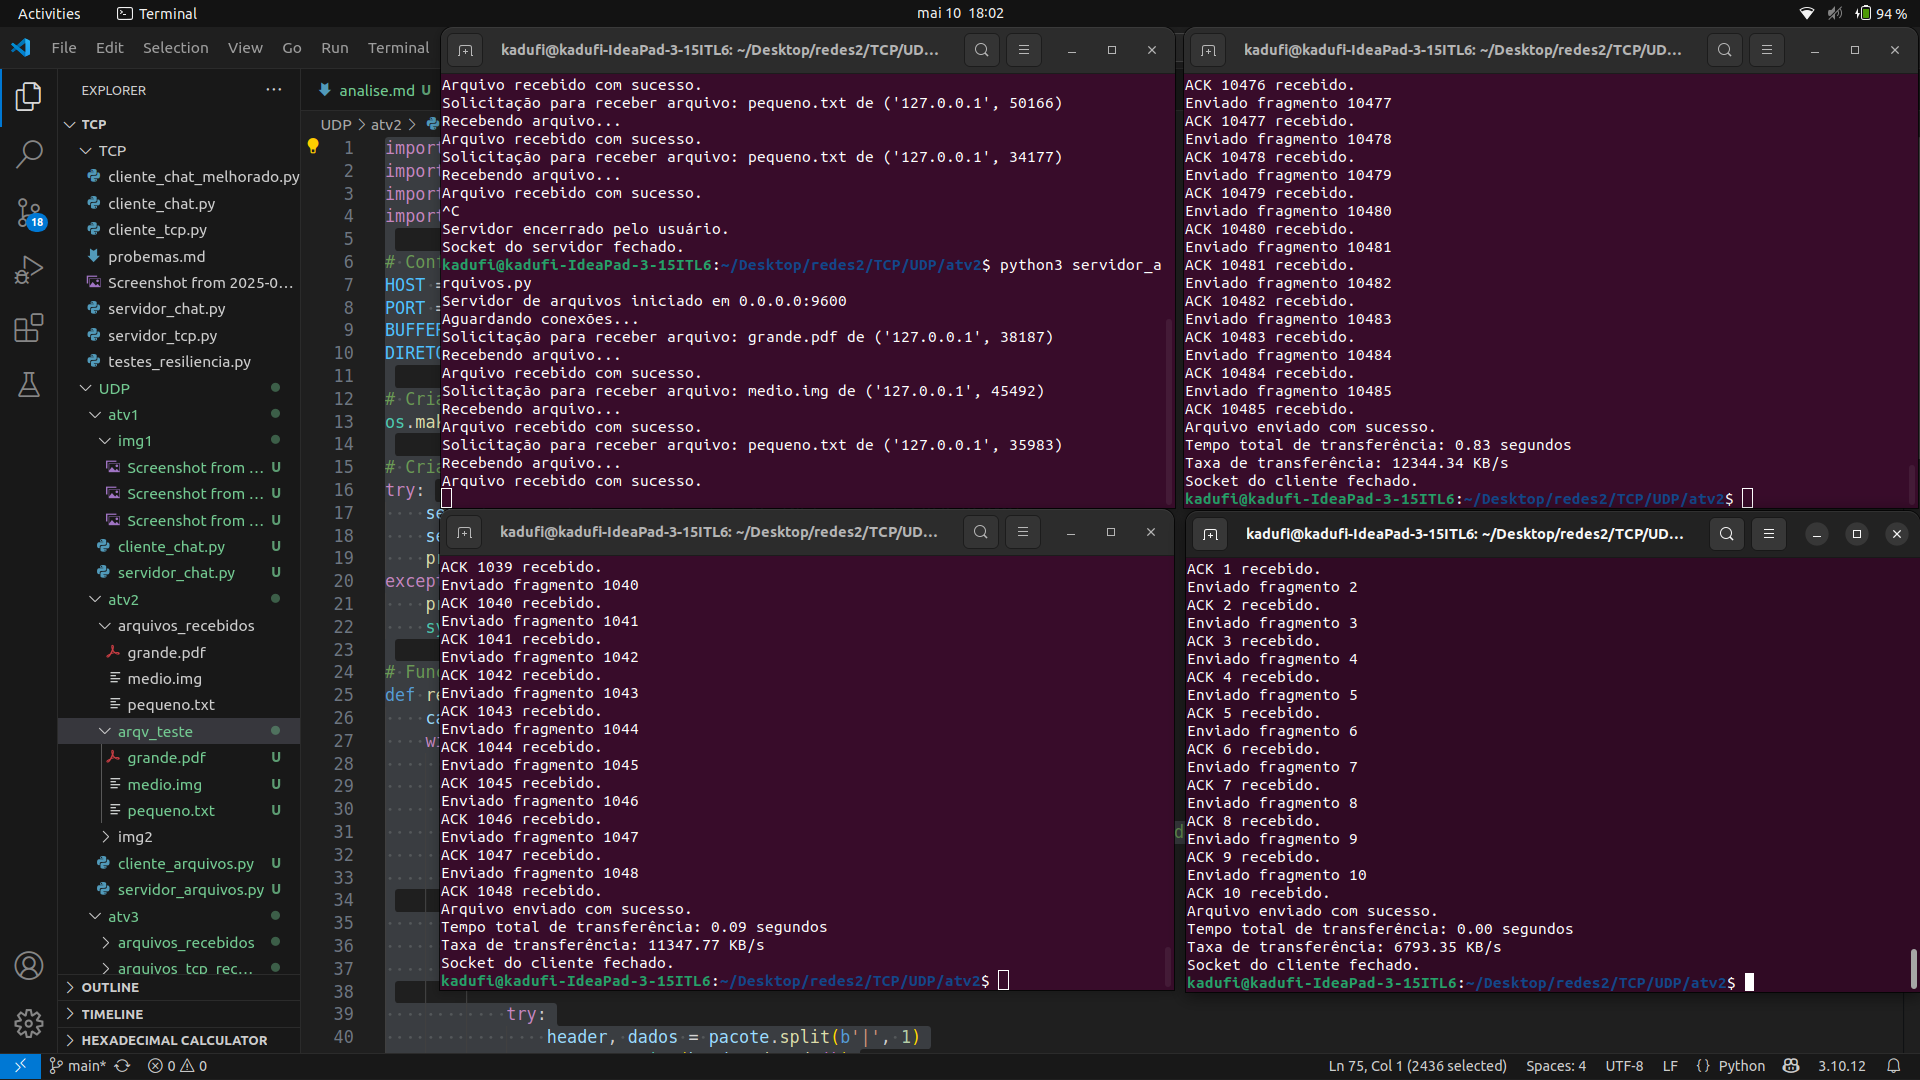 Activities
Terminal
mai 10 18:02
94 %
File Edit Selection View Go Run Terminal
EXPLORER
TCP
TCP
cliente_chat_melhorado.py
cliente_chat.py
cliente_tcp.py
probemas.md
Screenshot from 2025-0...
servidor_chat.py
servidor_tcp.py
testes_resiliencia.py
UDP
atv1
img1
Screenshot from ... U
Screenshot from ... U
Screenshot from ... U
cliente_chat.py U
servidor_chat.py U
atv2
arquivos_recebidos
grande.pdf
medio.img
pequeno.txt
arqv_teste
grande.pdf U
medio.img U
pequeno.txt U
img2
cliente_arquivos.py U
servidor_arquivos.py U
atv3
arquivos_recebidos
arquivos_tcp_rec...
OUTLINE
TIMELINE
HEXADECIMAL CALCULATOR
18
analise.md U
UDP > atv2 >
1 import
2 import
3 import
4 import
5
6 # Con
7 HOST =
8 PORT =
9 BUFFER
10 DIRETO
11
12 # Cria
13 os.mak
14
15 # Cria
16 try:
17 se
18 se
19 pr
20 except
21 pr
22 sy
23
24 # Fun
25 def re
26 ca
27 w
28
29
30
31
32
33
34
35
36
37
38
39 try:
40 header, dados = pacote.split(b'|', 1)
kadufi@kadufi-IdeaPad-3-15ITL6: ~/Desktop/redes2/TCP/UD...
Arquivo recebido com sucesso.
Solicitação para receber arquivo: pequeno.txt de ('127.0.0.1', 50166)
Recebendo arquivo...
Arquivo recebido com sucesso.
Solicitação para receber arquivo: pequeno.txt de ('127.0.0.1', 34177)
Recebendo arquivo...
Arquivo recebido com sucesso.
^C
Servidor encerrado pelo usuário.
Socket do servidor fechado.
kadufi@kadufi-IdeaPad-3-15ITL6:~/Desktop/redes2/TCP/UDP/atv2$ python3 servidor_a
rquivos.py
Servidor de arquivos iniciado em 0.0.0.0:9600
Aguardando conexões...
Solicitação para receber arquivo: grande.pdf de ('127.0.0.1', 38187)
Recebendo arquivo...
Arquivo recebido com sucesso.
Solicitação para receber arquivo: medio.img de ('127.0.0.1', 45492)
Recebendo arquivo...
Arquivo recebido com sucesso.
Solicitação para receber arquivo: pequeno.txt de ('127.0.0.1', 35983)
Recebendo arquivo...
Arquivo recebido com sucesso.
kadufi@kadufi-IdeaPad-3-15ITL6: ~/Desktop/redes2/TCP/UD...
ACK 10476 recebido.
Enviado fragmento 10477
ACK 10477 recebido.
Enviado fragmento 10478
ACK 10478 recebido.
Enviado fragmento 10479
ACK 10479 recebido.
Enviado fragmento 10480
ACK 10480 recebido.
Enviado fragmento 10481
ACK 10481 recebido.
Enviado fragmento 10482
ACK 10482 recebido.
Enviado fragmento 10483
ACK 10483 recebido.
Enviado fragmento 10484
ACK 10484 recebido.
Enviado fragmento 10485
ACK 10485 recebido.
Arquivo enviado com sucesso.
Tempo total de transferência: 0.83 segundos
Taxa de transferência: 12344.34 KB/s
Socket do cliente fechado.
kadufi@kadufi-IdeaPad-3-15ITL6:~/Desktop/redes2/TCP/UDP/atv2$
kadufi@kadufi-IdeaPad-3-15ITL6: ~/Desktop/redes2/TCP/UD...
ACK 1039 recebido.
Enviado fragmento 1040
ACK 1040 recebido.
Enviado fragmento 1041
ACK 1041 recebido.
Enviado fragmento 1042
ACK 1042 recebido.
Enviado fragmento 1043
ACK 1043 recebido.
Enviado fragmento 1044
ACK 1044 recebido.
Enviado fragmento 1045
ACK 1045 recebido.
Enviado fragmento 1046
ACK 1046 recebido.
Enviado fragmento 1047
ACK 1047 recebido.
Enviado fragmento 1048
ACK 1048 recebido.
Arquivo enviado com sucesso.
Tempo total de transferência: 0.09 segundos
Taxa de transferência: 11347.77 KB/s
Socket do cliente fechado.
kadufi@kadufi-IdeaPad-3-15ITL6:~/Desktop/redes2/TCP/UDP/atv2$
kadufi@kadufi-IdeaPad-3-15ITL6: ~/Desktop/redes2/TCP/UD...
ACK 1 recebido.
Enviado fragmento 2
ACK 2 recebido.
Enviado fragmento 3
ACK 3 recebido.
Enviado fragmento 4
ACK 4 recebido.
Enviado fragmento 5
ACK 5 recebido.
Enviado fragmento 6
ACK 6 recebido.
Enviado fragmento 7
ACK 7 recebido.
Enviado fragmento 8
ACK 8 recebido.
Enviado fragmento 9
ACK 9 recebido.
Enviado fragmento 10
ACK 10 recebido.
Arquivo enviado com sucesso.
Tempo total de transferência: 0.00 segundos
Taxa de transferência: 6793.35 KB/s
Socket do cliente fechado.
kadufi@kadufi-IdeaPad-3-15ITL6:~/Desktop/redes2/TCP/UDP/atv2$
main* 0 0
Ln 75, Col 1 (2436 selected) Spaces: 4 UTF-8 LF {} Python 3.10.12